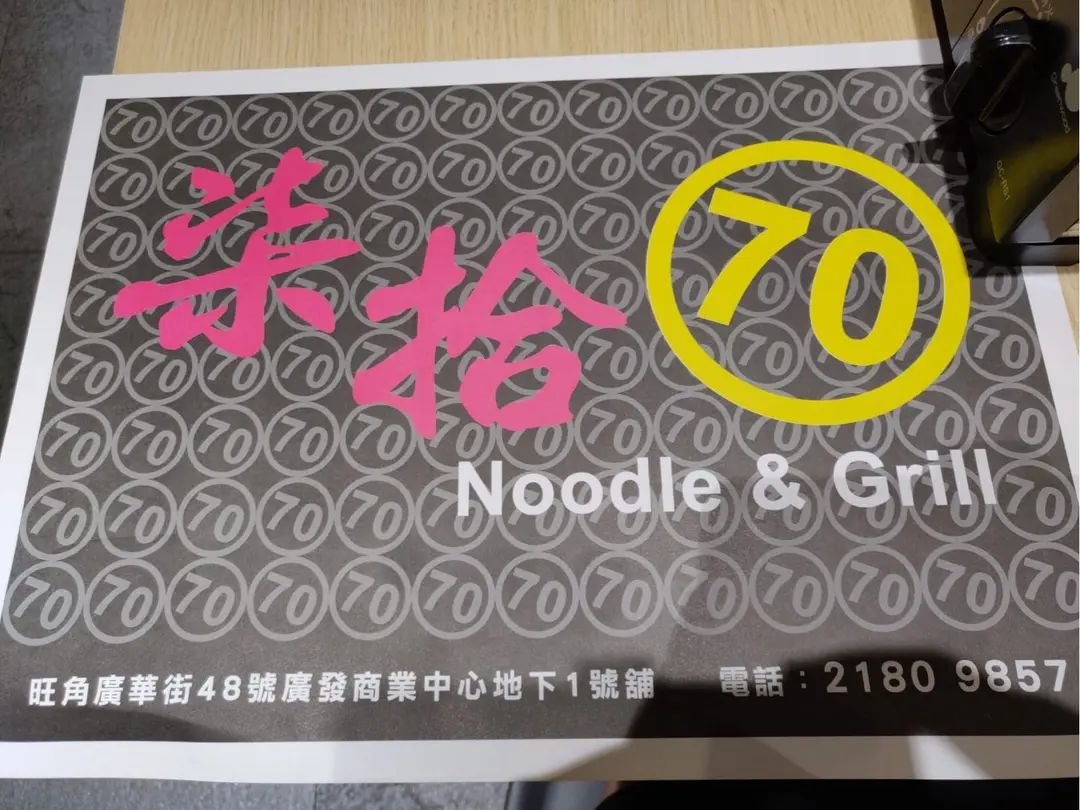 柒拾
70
Noodle & Grill
旺角廣華街48號廣發商業中心地下1號舖
電話：2180 9857